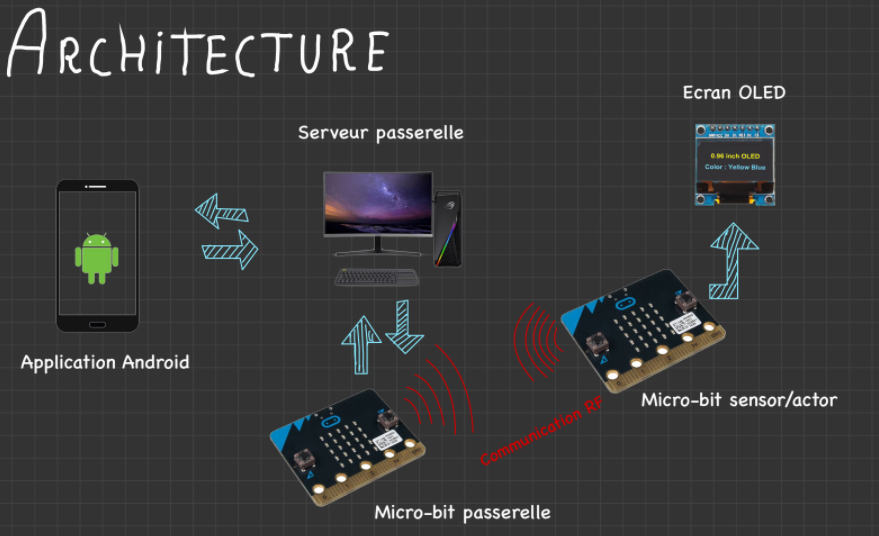 ARCHITECTURE
Ecran OLED
Serveur passerelle
0.96 inch OLED
Color : Yellow Blue
Application Android
Communication RF
Micro-bit sensor/actor
Micro-bit passerelle